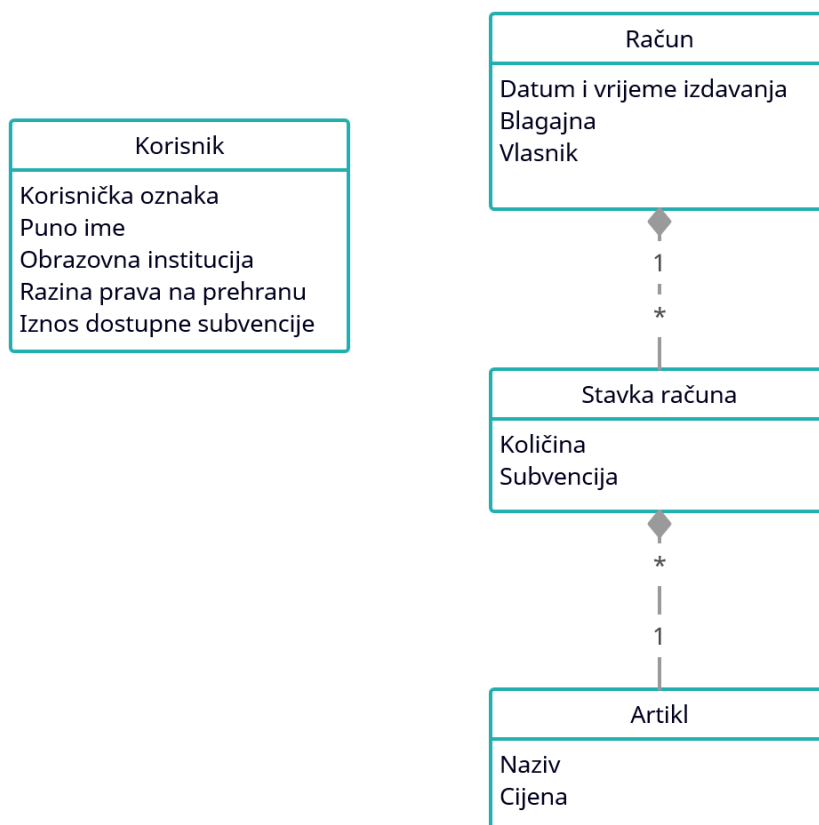 Račun
Datum i vrijeme izdavanja
Blagajna
Vlasnik
Korisnik
Korisnička oznaka
Puno ime
Obrazovna institucija
Razina prava na prehranu
Iznos dostupne subvencije
1
*
Stavka računa
Količina
Subvencija
*
1
Artikl
Naziv
Cijena